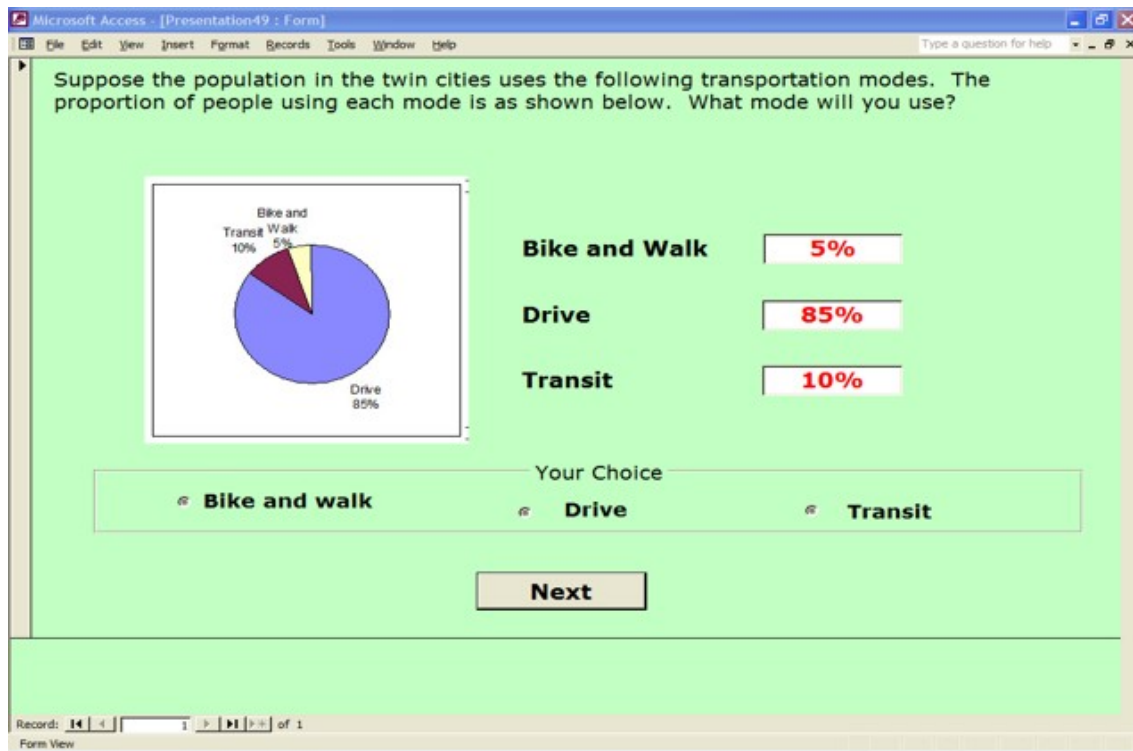 Microsoft Access - [Presentation49 : Form]
File Edit View Insert Format Records Tools Window Help Type a question for help
Suppose the population in the twin cities uses the following transportation modes. The
proportion of people using each mode is as shown below. What mode will you use?
Bike and
Walk
5%
Transit
10%
Drive
85%
Bike and Walk 5%
Drive 85%
Transit 10%
Your Choice
Bike and walk Drive Transit
Next
Record: 1 of 1
Form View